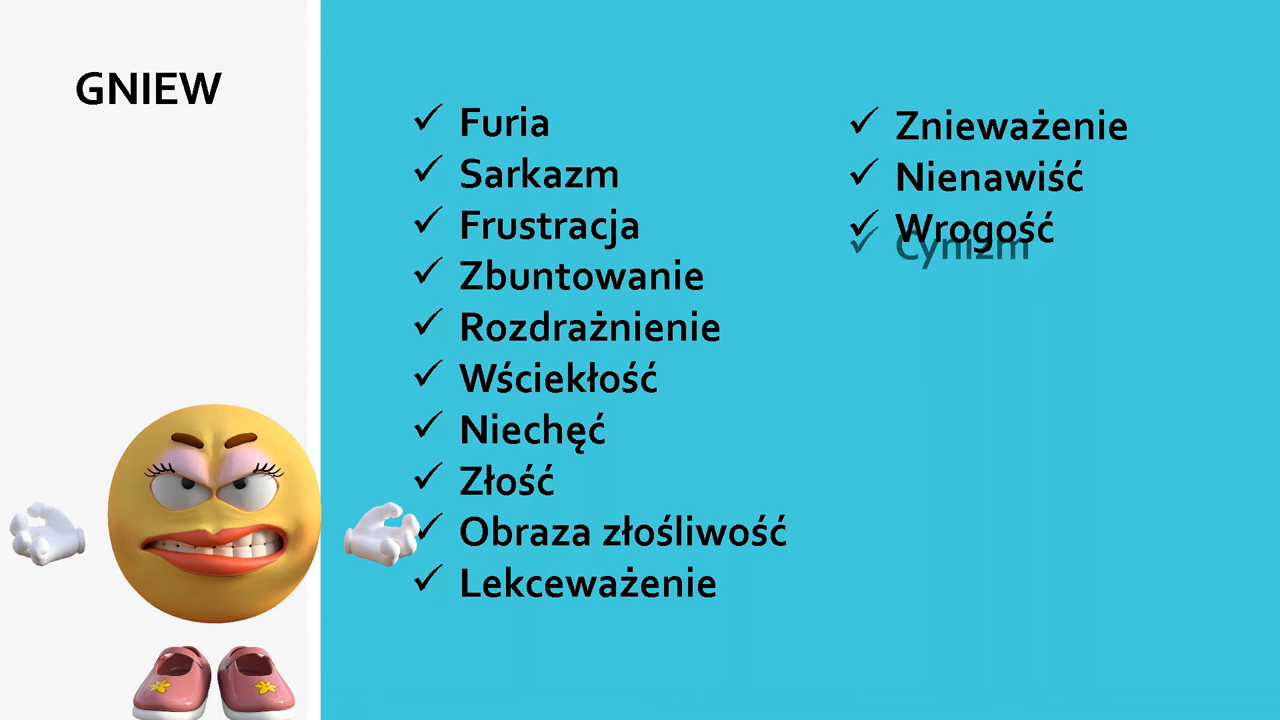 GNIEW
Furia
Sarkazm
Frustracja
Zbuntowanie
Rozdrażnienie
Wściekłość
Niechęć
Złość
Obraza złośliwość
Lekceważenie
Znieważenie
Nienawiść
Wrogość
Cynizm